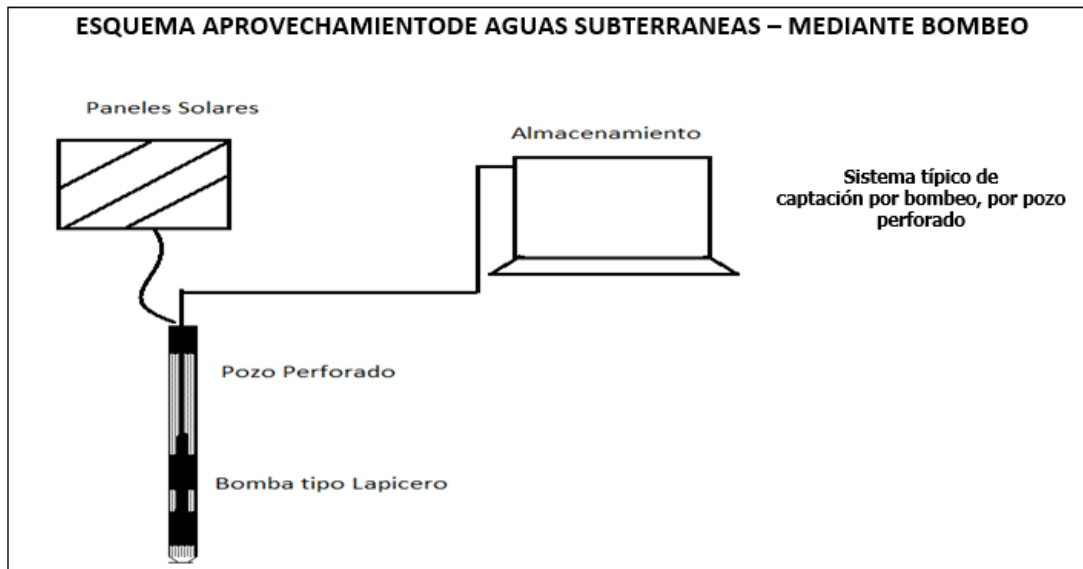 ESQUEMA APROVECHAMIENTODE AGUAS SUBTERRANEAS – MEDIANTE BOMBEO
Paneles Solares
Almacenamiento
Sistema típico de
captación por bombeo, por pozo
perforado
Pozo Perforado
Bomba tipo Lapicero